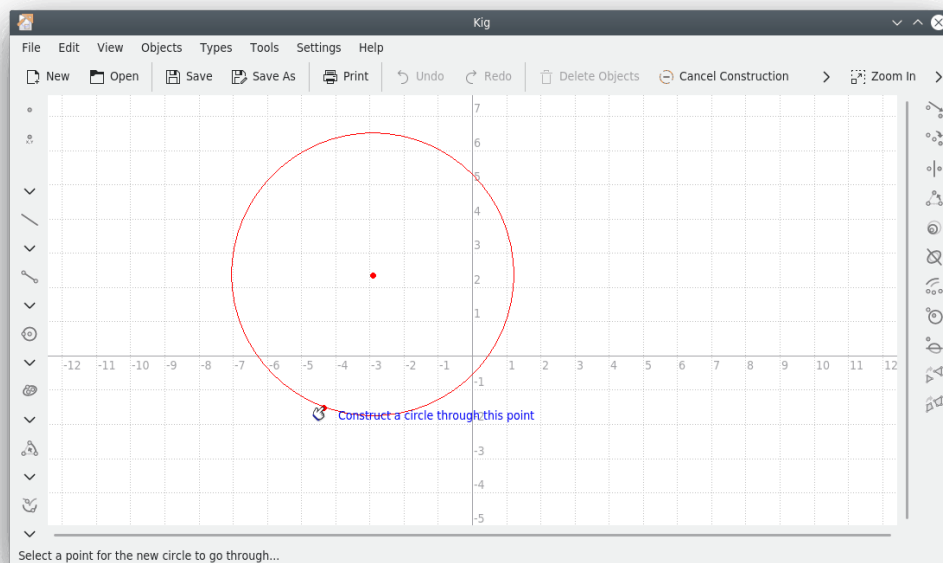 Kig
File Edit View Objects Types Tools Settings Help
New Open Save Save As Print Undo Redo Delete Objects Cancel Construction Zoom In
7
6
5
4
3
2
1
-12 -11 -10 -9 -8 -7 -6 -5 -4 -3 -2 -1 1 2 3 4 5 6 7 8 9 10 11 12
-1
Construct a circle through this point
-2
-3
-4
-5
Select a point for the new circle to go through...